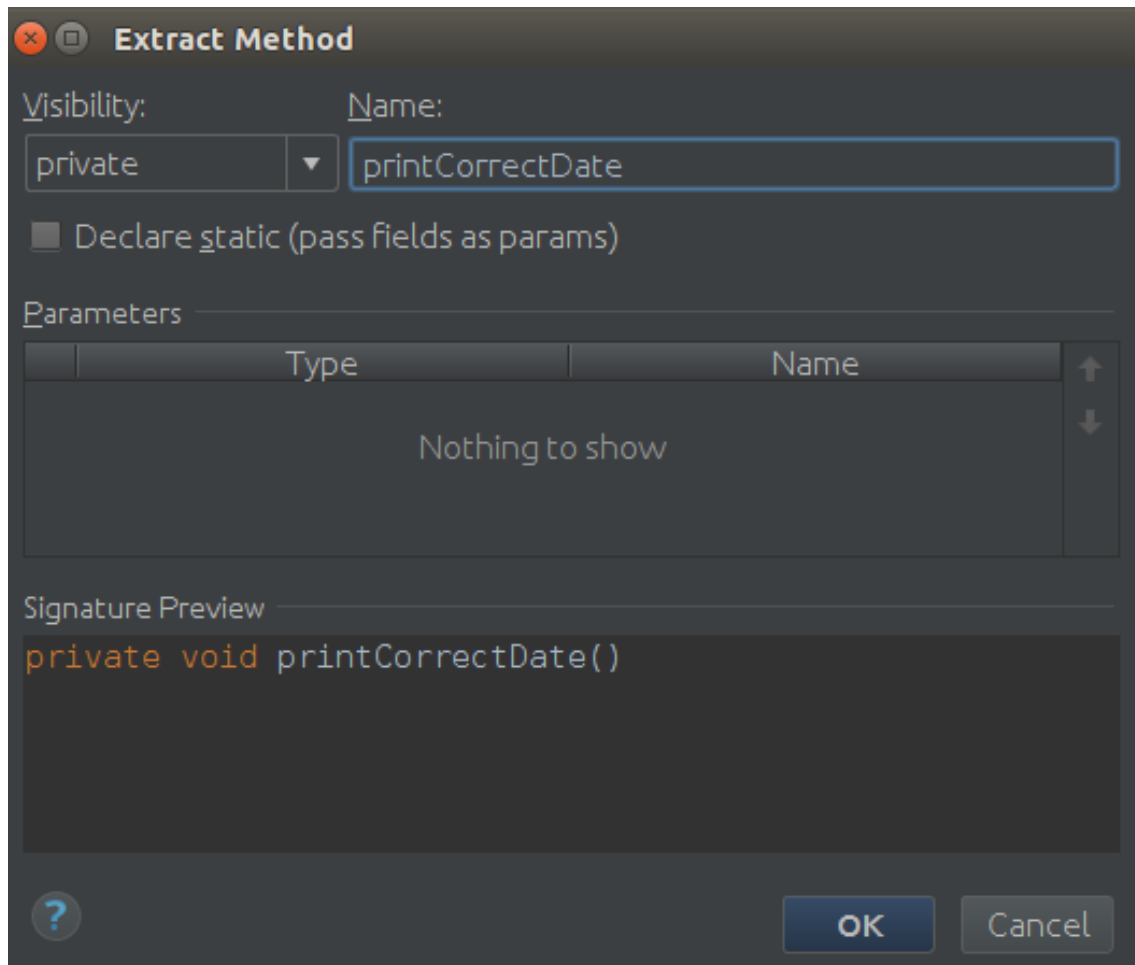 Extract Method
Visibility: Name:
private printCorrectDate
Declare static (pass fields as params)
Parameters
Type Name
Nothing to show
Signature Preview
private void printCorrectDate()
? OK Cancel